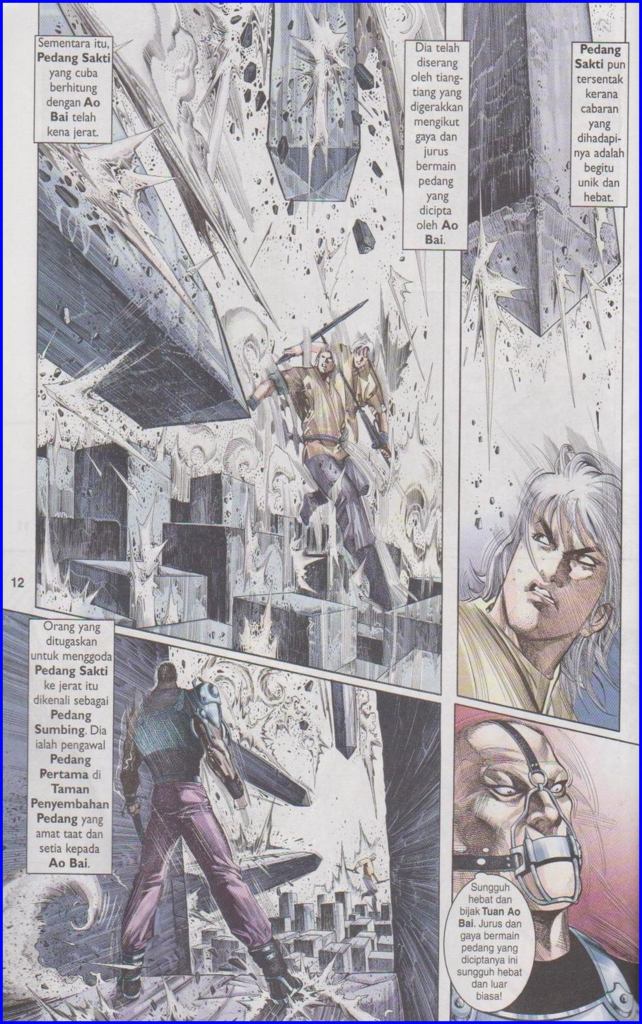 Sementara itu,
Pedang Sakti
yang cuba
berhitung
dengan Ao
Bai telah
kena jerat.
Dia telah
diserang
oleh tiang-
tiang yang
digerakkan
mengikut
gaya dan
jurus
bermain
pedang
yang
dicipta
oleh Ao
Bai.
Pedang
Sakti pun
tersentak
kerana
cabaran
yang
dihadapi-
nya adalah
begitu
unik dan
hebat.
12
Orang yang
ditugaskan
untuk menggoda
Pedang Sakti
ke jerat itu
dikenali sebagai
Pedang
Sumbing. Dia
ialah pengawal
Pedang
Pertama di
Taman
Penyembahan
Pedang yang
amat taat dan
setia kepada
Ao Bai.
Sungguh
hebat dan
bijak Tuan Ao
Bai. Jurus dan
gaya bermain
pedang yang
diciptanya ini
sungguh hebat
dan luar
biasa!